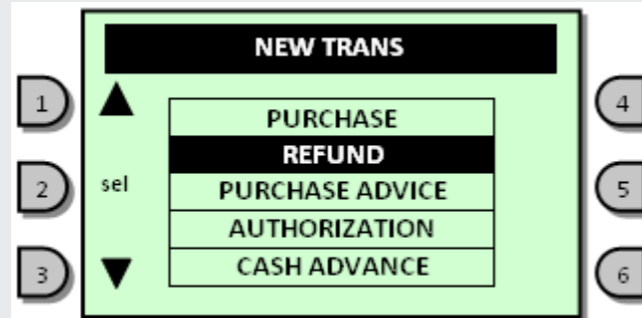 NEW TRANS
1
4
PURCHASE
REFUND
2
sel
PURCHASE ADVICE
5
AUTHORIZATION
3
CASH ADVANCE
6